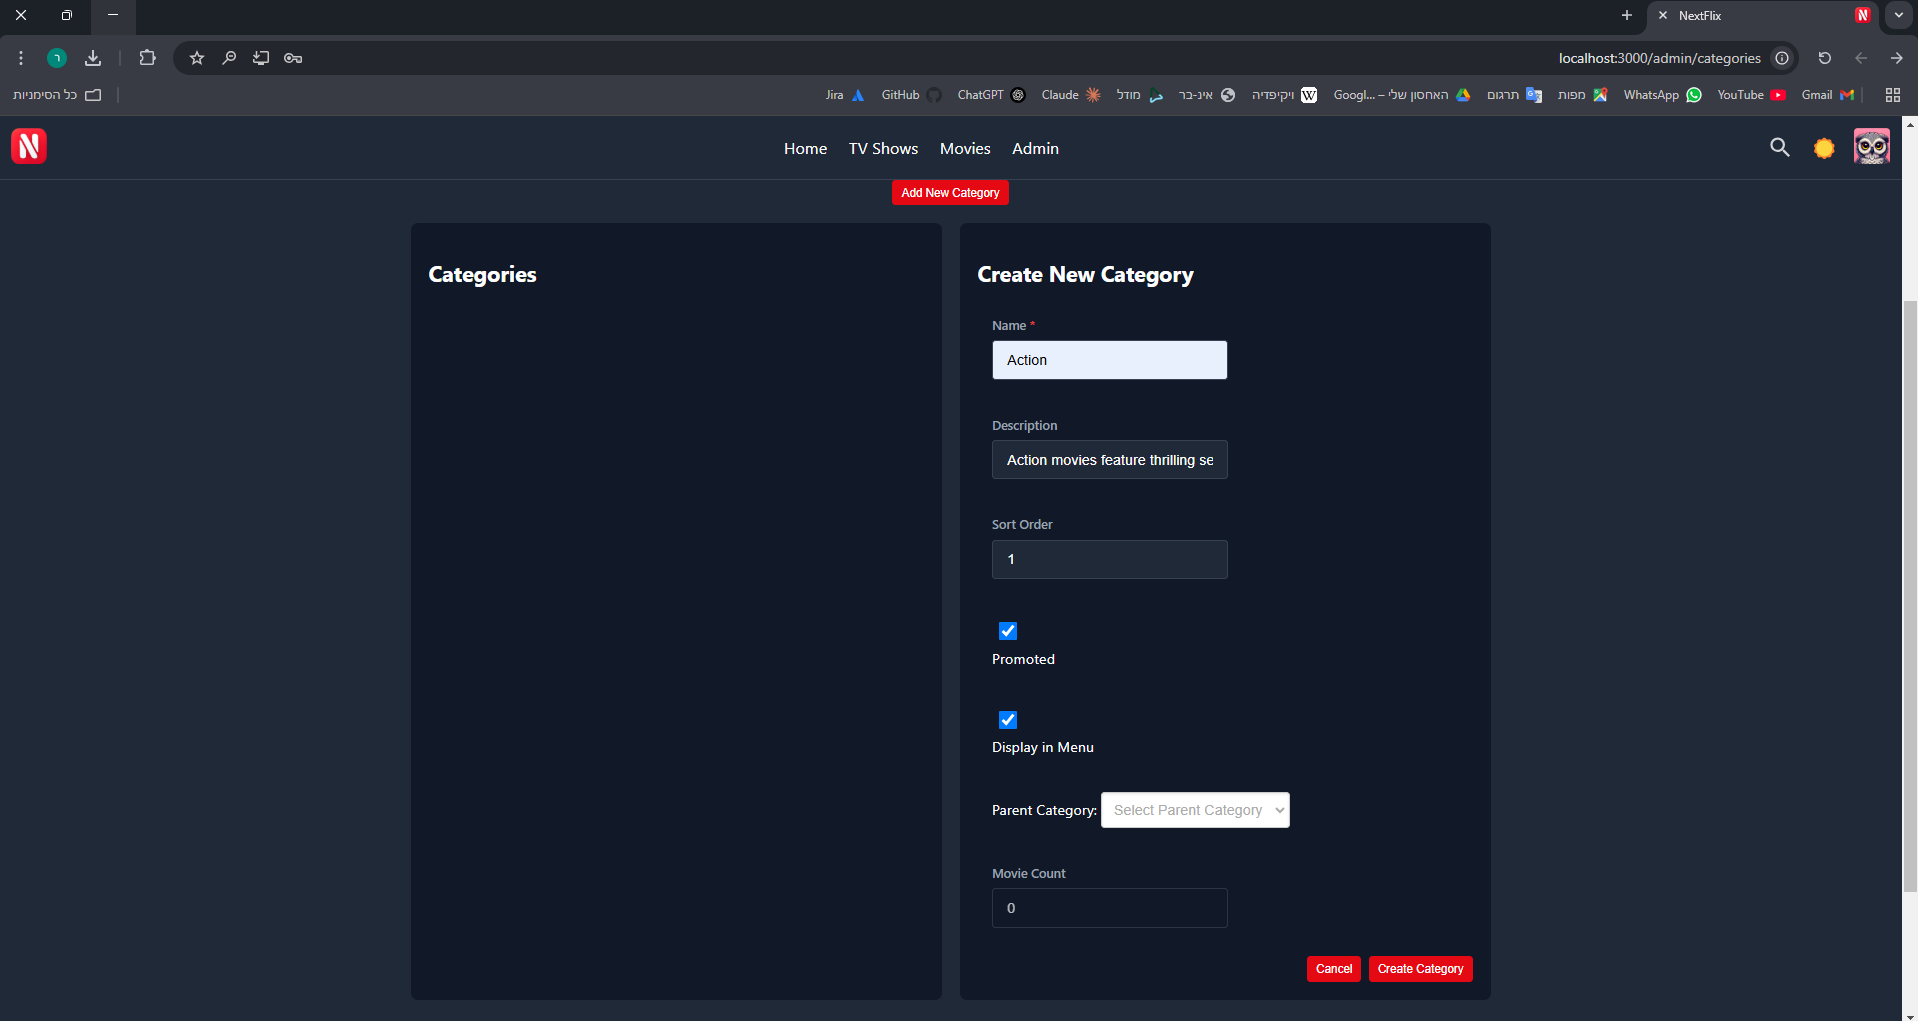 NextFlix
localhost:3000/admin/categories
כל הסימניות
Jira
GitHub
ChatGPT
Claude
מודל
אינ-בר
ויקיפדיה
האחסון שלי – Googl...
תרגום
מפות
WhatsApp
YouTube
Gmail
N
Home
TV Shows
Movies
Admin
Add New Category
Categories
Create New Category
Name *
Action
Description
Action movies feature thrilling se
Sort Order
1
Promoted
Display in Menu
Parent Category: Select Parent Category
Movie Count
0
Cancel
Create Category